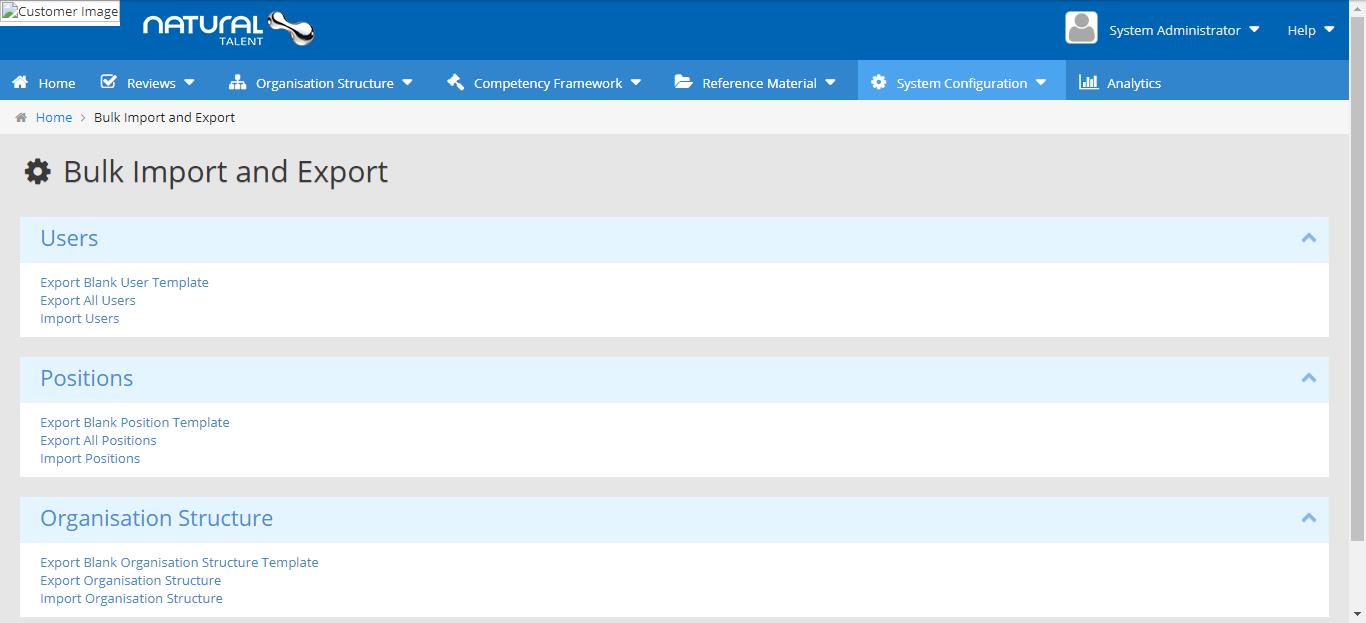 Customer Image
NATURAL
TALENT
System Administrator
Help
Home
Reviews
Organisation Structure
Competency Framework
Reference Material
System Configuration
Analytics
Home > Bulk Import and Export
Bulk Import and Export
Users
Export Blank User Template
Export All Users
Import Users
Positions
Export Blank Position Template
Export All Positions
Import Positions
Organisation Structure
Export Blank Organisation Structure Template
Export Organisation Structure
Import Organisation Structure